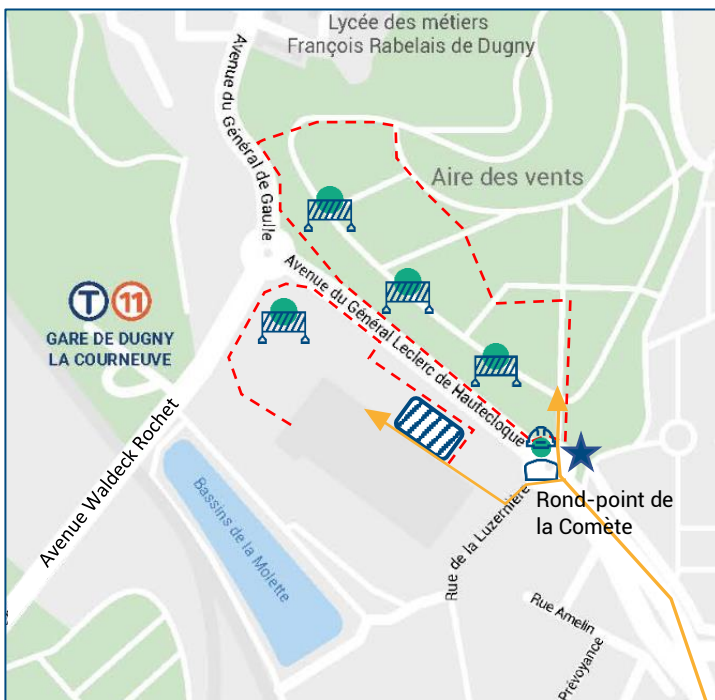 Lycée des métiers
François Rabelais de Dugny
Avenue du Général de Gaulle
Aire des vents
Avenue du Général Leclerc de Hautecloque
T 11
GARE DE DUGNY
LA COURNEUVE
Avenue Waldeck Rochet
Bassins de la Molette
Rond-point de
la Comète
Rue de la Luzernière
Rue Amelin
Prévoyance